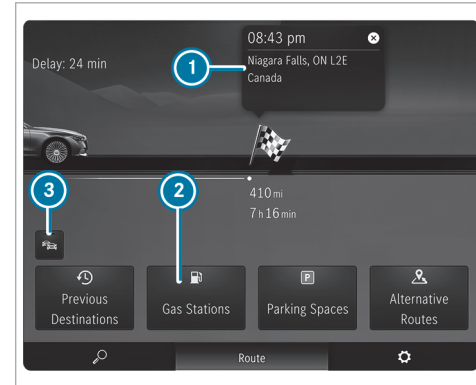 08:43 pm
Delay: 24 min
1
Niagara Falls, ON L2E
Canada
3
2
410 mi
7 h 16 min
P
Previous
Destinations
Gas Stations
Parking Spaces
Alternative
Routes
Route